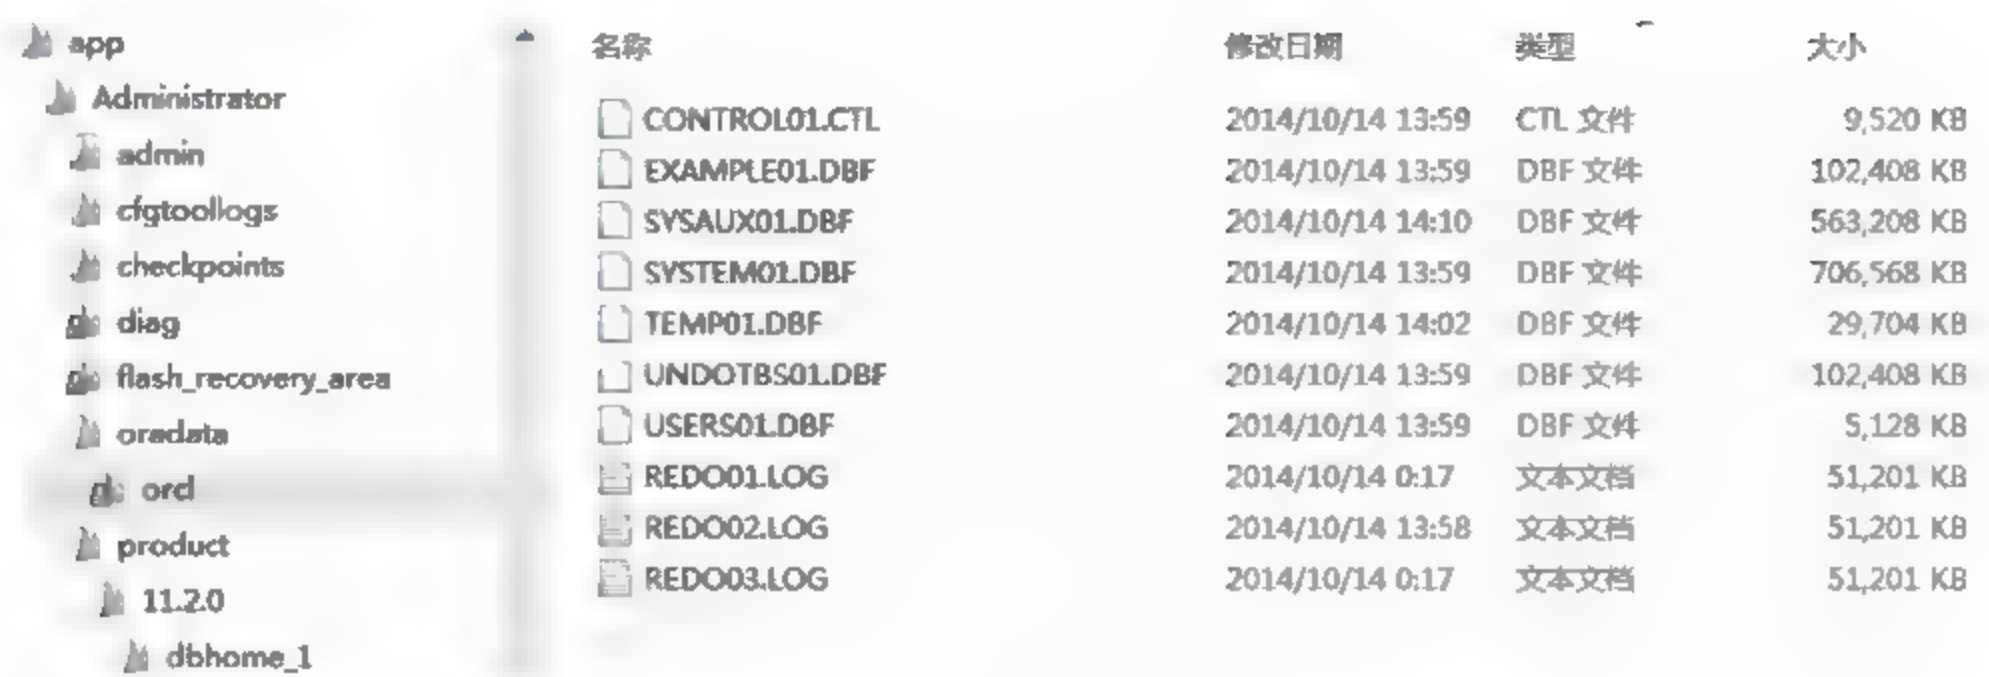 app
Administrator
admin
cfgtoollogs
checkpoints
diag
flash_recovery_area
oradata
orcl
product
11.2.0
dbhome_1
名称 修改日期 类型 大小
CONTROL01.CTL 2014/10/14 13:59 CTL 文件 9,520 KB
EXAMPLE01.DBF 2014/10/14 13:59 DBF 文件 102,408 KB
SYSAUX01.DBF 2014/10/14 14:10 DBF 文件 563,208 KB
SYSTEM01.DBF 2014/10/14 13:59 DBF 文件 706,568 KB
TEMP01.DBF 2014/10/14 14:02 DBF 文件 29,704 KB
UNDOTBS01.DBF 2014/10/14 13:59 DBF 文件 102,408 KB
USERS01.DBF 2014/10/14 13:59 DBF 文件 5,128 KB
REDO01.LOG 2014/10/14 0:17 文本文档 51,201 KB
REDO02.LOG 2014/10/14 13:58 文本文档 51,201 KB
REDO03.LOG 2014/10/14 0:17 文本文档 51,201 KB